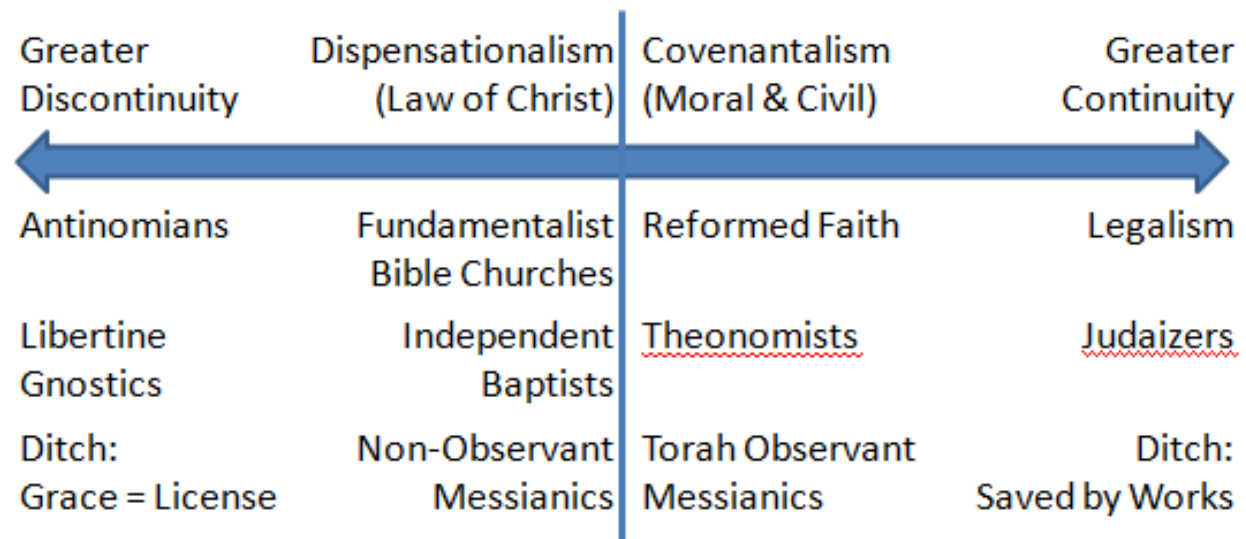 Greater Dispensationalism Covenantalism Greater
Discontinuity (Law of Christ) (Moral & Civil) Continuity
Antinomians Fundamentalist Reformed Faith Legalism
Bible Churches
Libertine Independent Theonomists Judaizers
Gnostics Baptists
Ditch: Non-Observant Torah Observant Ditch:
Grace = License Messianics Messianics Saved by Works